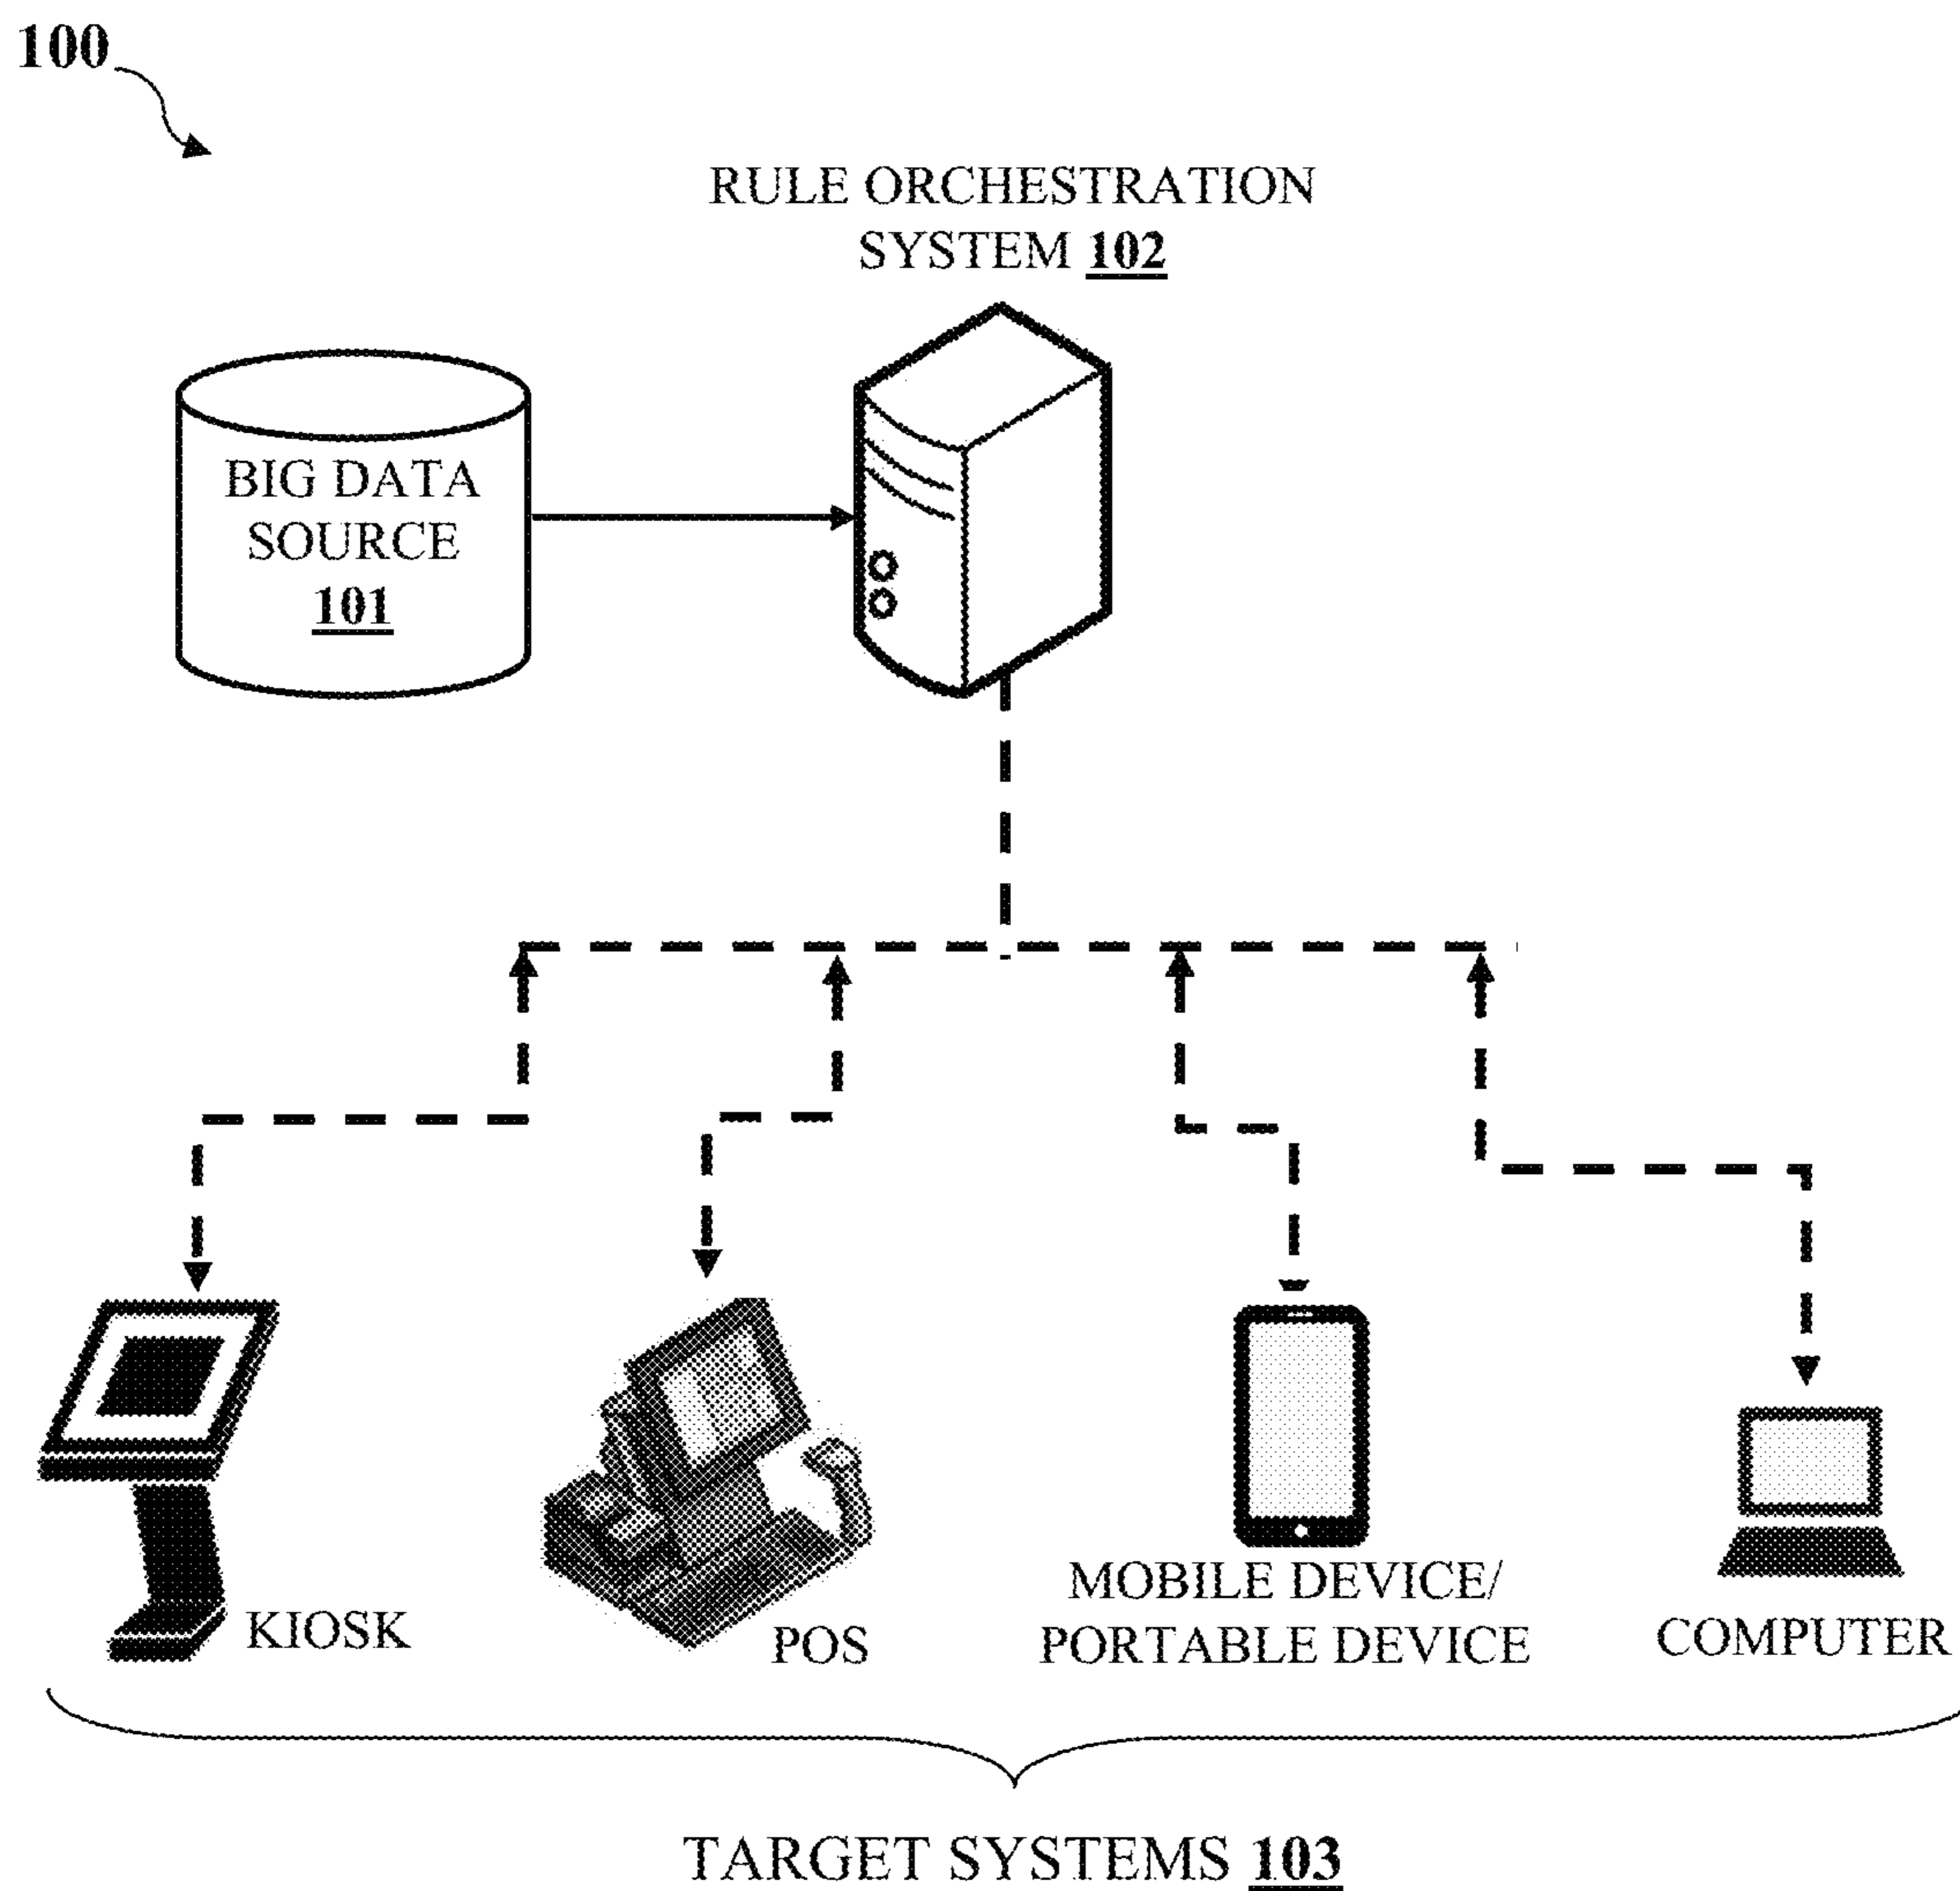 100
RULE ORCHESTRATION
SYSTEM 102
BIG DATA
SOURCE
101
KIOSK
POS
MOBILE DEVICE/
PORTABLE DEVICE
COMPUTER
TARGET SYSTEMS 103